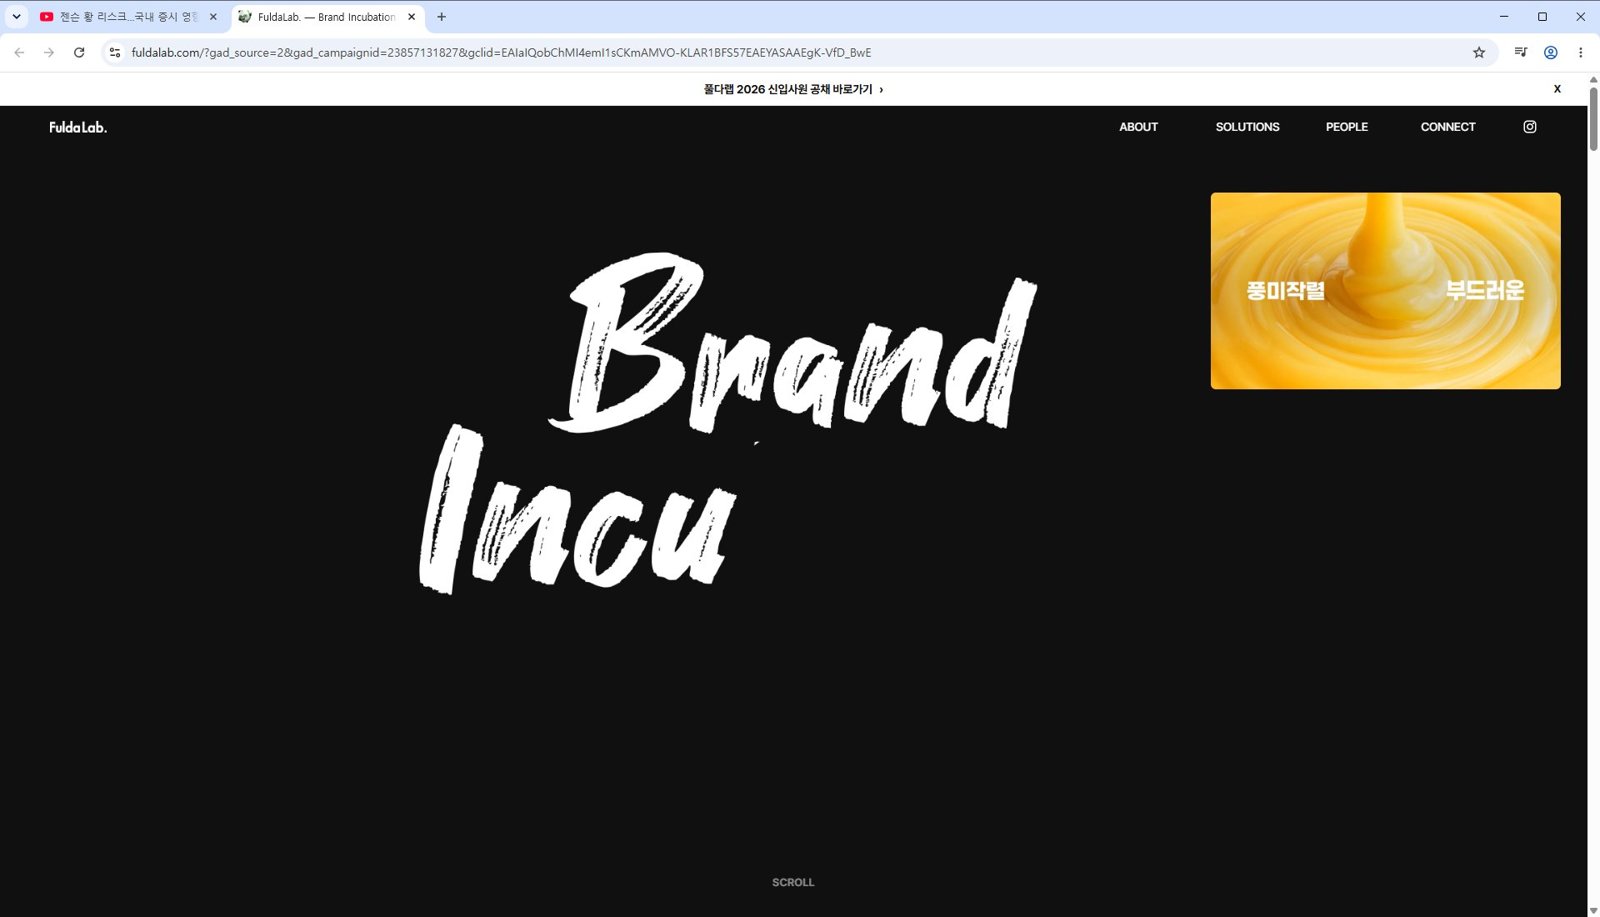 젠슨 황 리스크...국내 증시 영향
FuldaLab. — Brand Incubation
fuldalab.com/?gad_source=2&gad_campaignid=23857131827&gclid=EAIaIQobChMI4emI1sCKmAMVO-KLAR1BFS57EAEYASAAEgK-VfD_BwE
풀다랩 2026 신입사원 공채 바로가기 ›
X
FuldaLab.
ABOUT
SOLUTIONS
PEOPLE
CONNECT
풍미작렬
부드러운
Brand
Incu
SCROLL